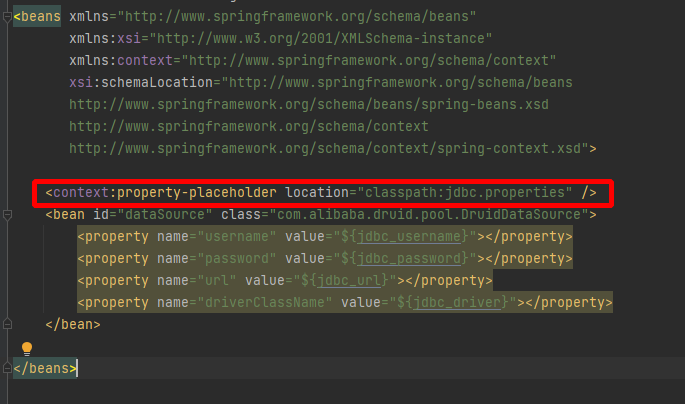 <beans xmlns="http://www.springframework.org/schema/beans"
xmlns:xsi="http://www.w3.org/2001/XMLSchema-instance"
xmlns:context="http://www.springframework.org/schema/context"
xsi:schemaLocation="http://www.springframework.org/schema/beans
http://www.springframework.org/schema/beans/spring-beans.xsd
http://www.springframework.org/schema/context
http://www.springframework.org/schema/context/spring-context.xsd">
<context:property-placeholder location="classpath:jdbc.properties" />
<bean id="dataSource" class="com.alibaba.druid.pool.DruidDataSource">
<property name="username" value="${jdbc_username}"></property>
<property name="password" value="${jdbc_password}"></property>
<property name="url" value="${jdbc_url}"></property>
<property name="driverClassName" value="${jdbc_driver}"></property>
</bean>
</beans>